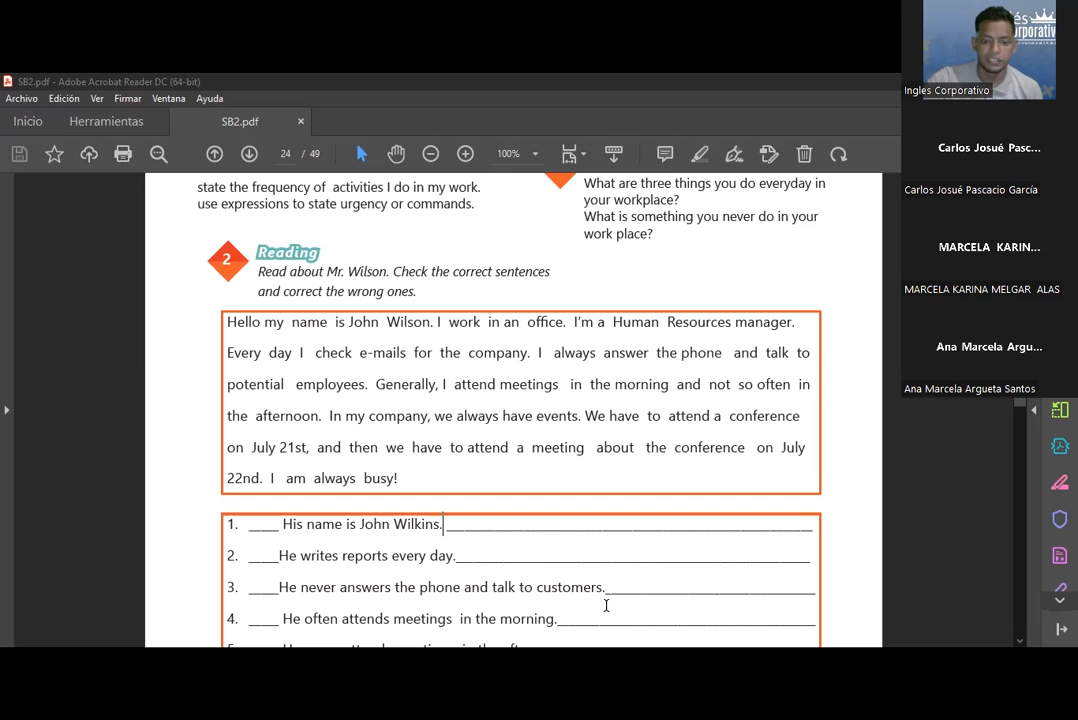 és
Corporativo
Ingles Corporativo
SB2.pdf - Adobe Acrobat Reader DC (64-bit)
Archivo Edición Ver Firmar Ventana Ayuda
Inicio Herramientas SB2.pdf ×
24 / 49 100%
Carlos Josué Pasc...
Carlos Josué Pascacio García
MARCELA KARIN...
MARCELA KARINA MELGAR ALAS
Ana Marcela Argu...
Ana Marcela Argueta Santos
state the frequency of activities I do in my work.
use expressions to state urgency or commands.
What are three things you do everyday in
your workplace?
What is something you never do in your
work place?
2 Reading
Read about Mr. Wilson. Check the correct sentences
and correct the wrong ones.
Hello my name is John Wilson. I work in an office. I'm a Human Resources manager.
Every day I check e-mails for the company. I always answer the phone and talk to
potential employees. Generally, I attend meetings in the morning and not so often in
the afternoon. In my company, we always have events. We have to attend a conference
on July 21st, and then we have to attend a meeting about the conference on July
22nd. I am always busy!
1. ____ His name is John Wilkins.
2. ____He writes reports every day.
3. ____He never answers the phone and talk to customers.
4. ____ He often attends meetings in the morning.